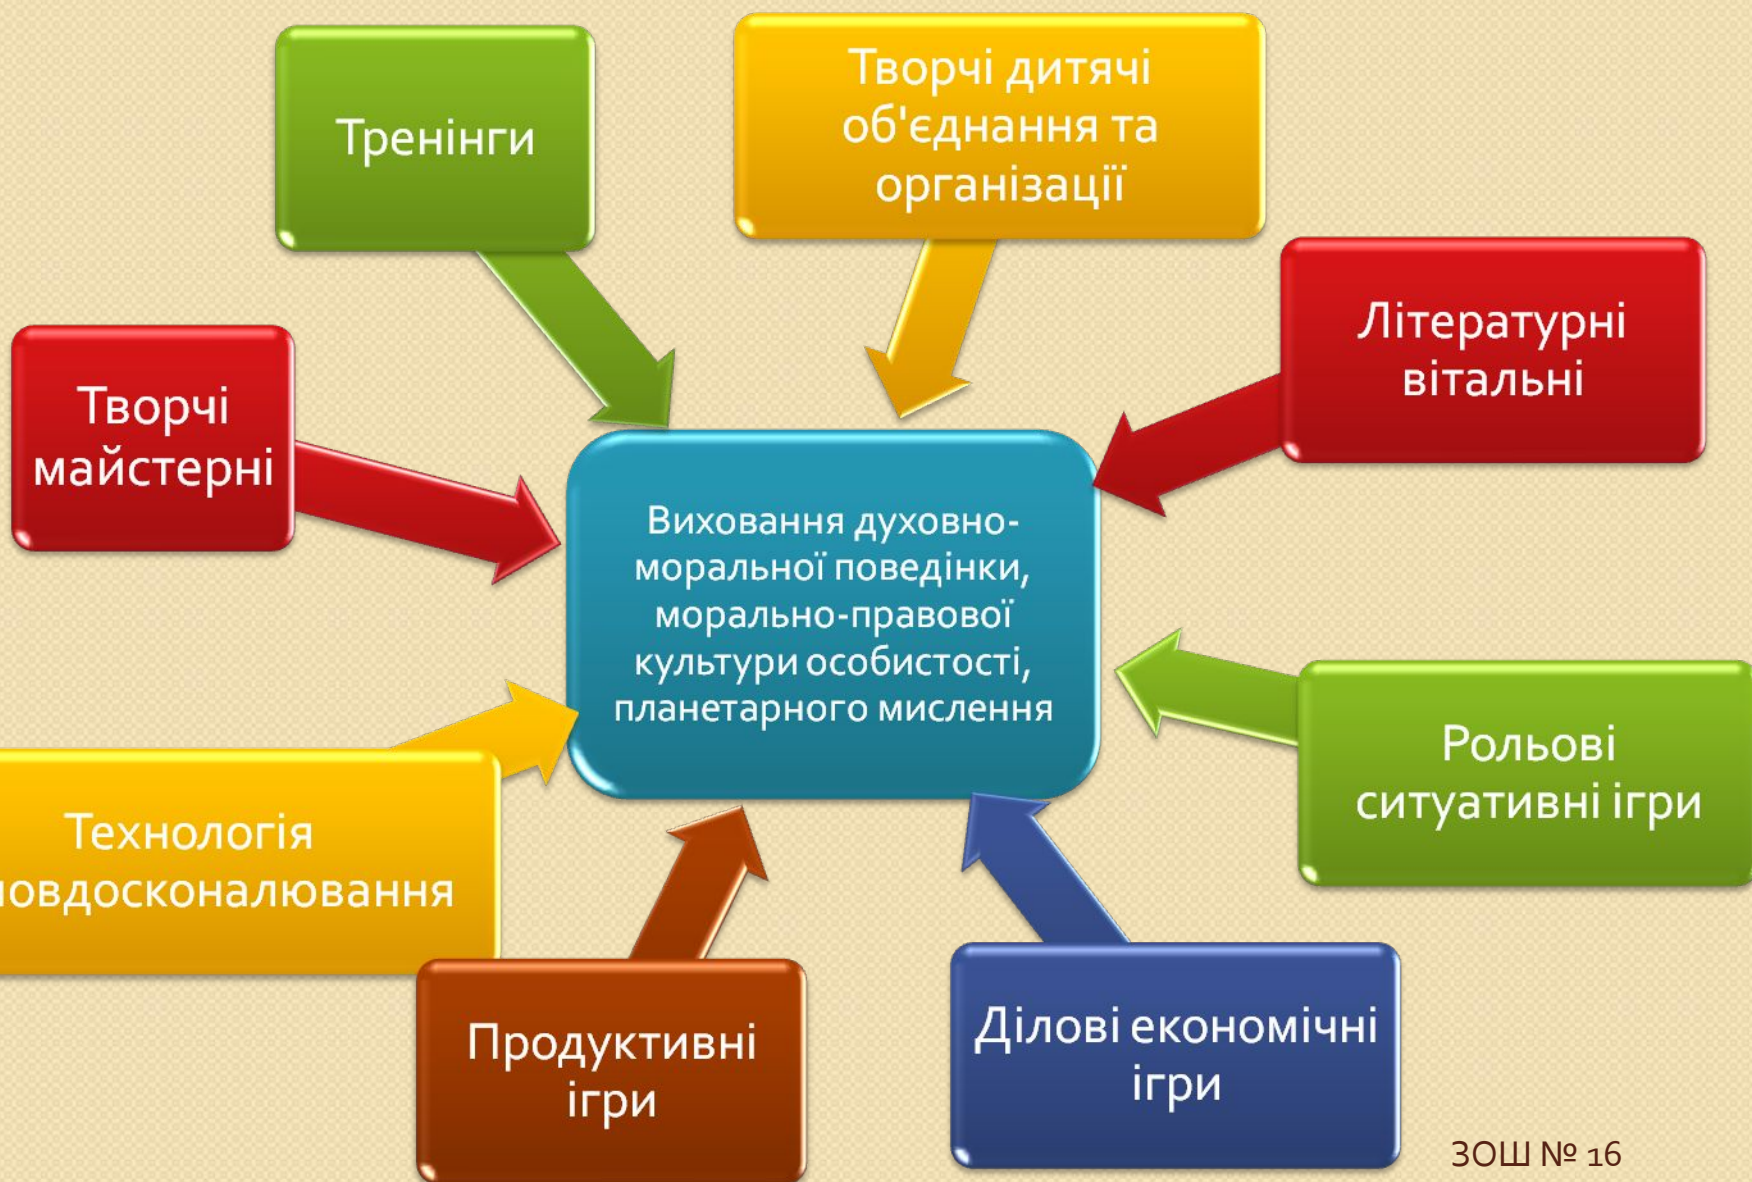 Тренінги
Творчі дитячі
об'єднання та
організації
Літературні
вітальні
Творчі
майстерні
Виховання духовно-
моральної поведінки,
морально-правової
культури особистості,
планетарного мислення
Рольові
ситуативні ігри
Технологія
Продуктивні
ігри
Ділові економічні
ігри
ЗОШ № 16